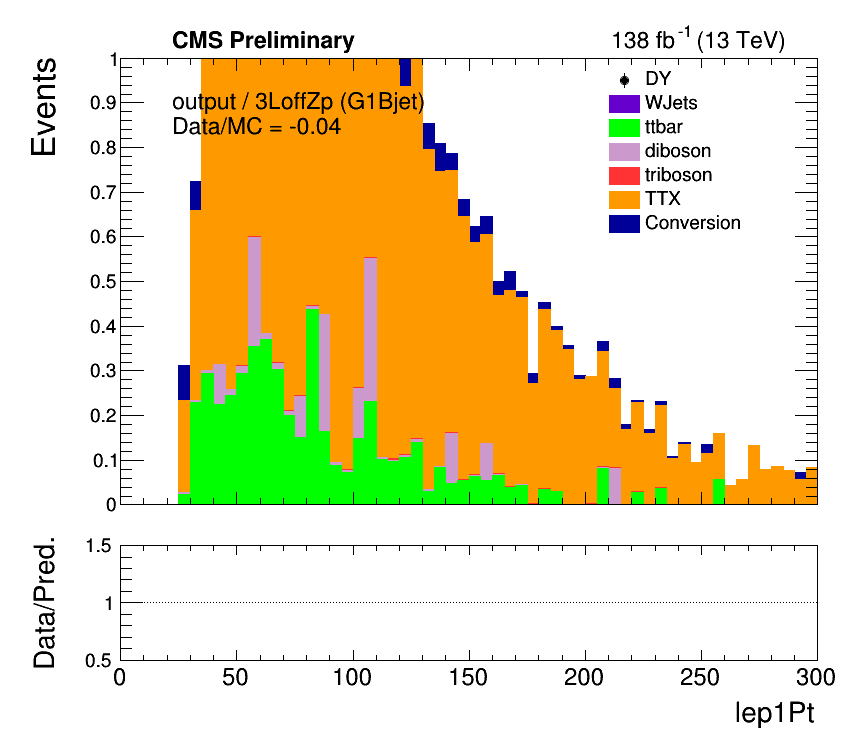 CMS Preliminary
138 fb-1 (13 TeV)
Events
1
0.9
0.8
0.7
0.6
0.5
0.4
0.3
0.2
0.1
0
output / 3LoffZp (G1Bjet)
Data/MC = -0.04
DY
WJets
ttbar
diboson
triboson
TTX
Conversion
Data/Pred.
1.5
1
0.5
0 50 100 150 200 250 300
lep1Pt